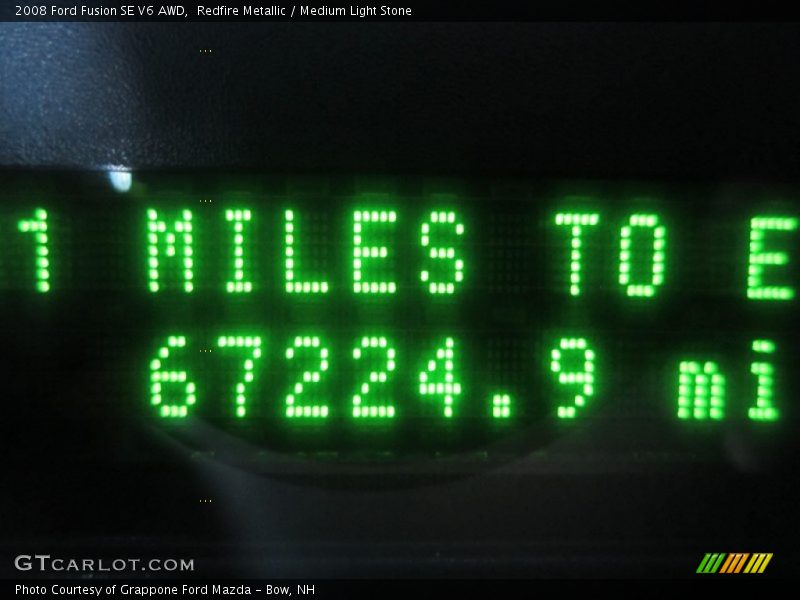 2008 Ford Fusion SE V6 AWD,  Redfire Metallic / Medium Light Stone
1 MILES TO E
67224.9 mi
GTCARLOT.COM
Photo Courtesy of Grappone Ford Mazda - Bow, NH